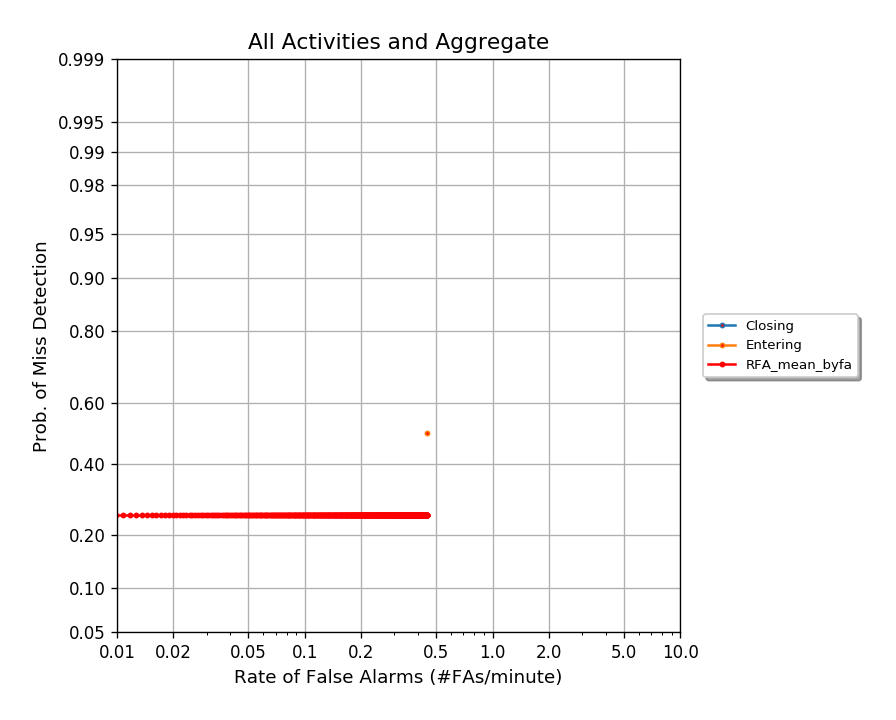 All Activities and Aggregate
0.999
0.995
0.99
0.98
0.95
0.90
0.80
0.60
0.40
0.20
0.10
0.05
Prob. of Miss Detection
0.01 0.02 0.05 0.1 0.2 0.5 1.0 2.0 5.0 10.0
Rate of False Alarms (#FAs/minute)
Closing
Entering
RFA_mean_byfa